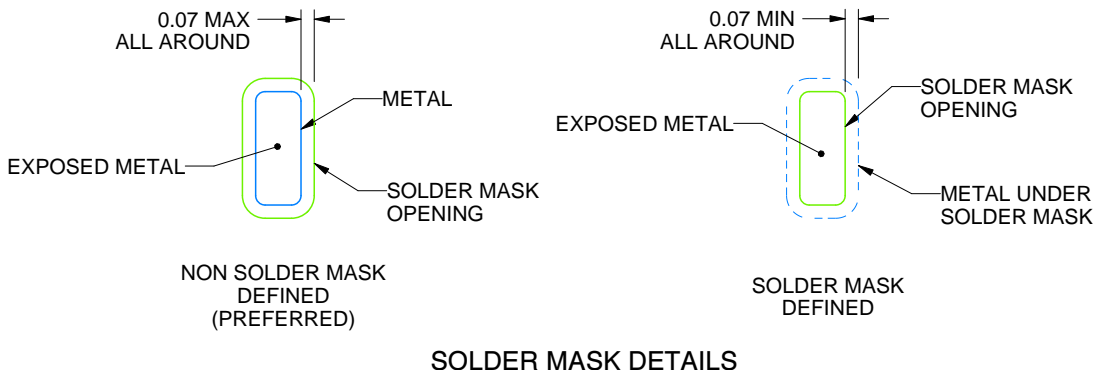 0.07 MAX
ALL AROUND
METAL
EXPOSED METAL
SOLDER MASK
OPENING
NON SOLDER MASK
DEFINED
(PREFERRED)
0.07 MIN
ALL AROUND
SOLDER MASK
OPENING
EXPOSED METAL
METAL UNDER
SOLDER MASK
SOLDER MASK
DEFINED
SOLDER MASK DETAILS